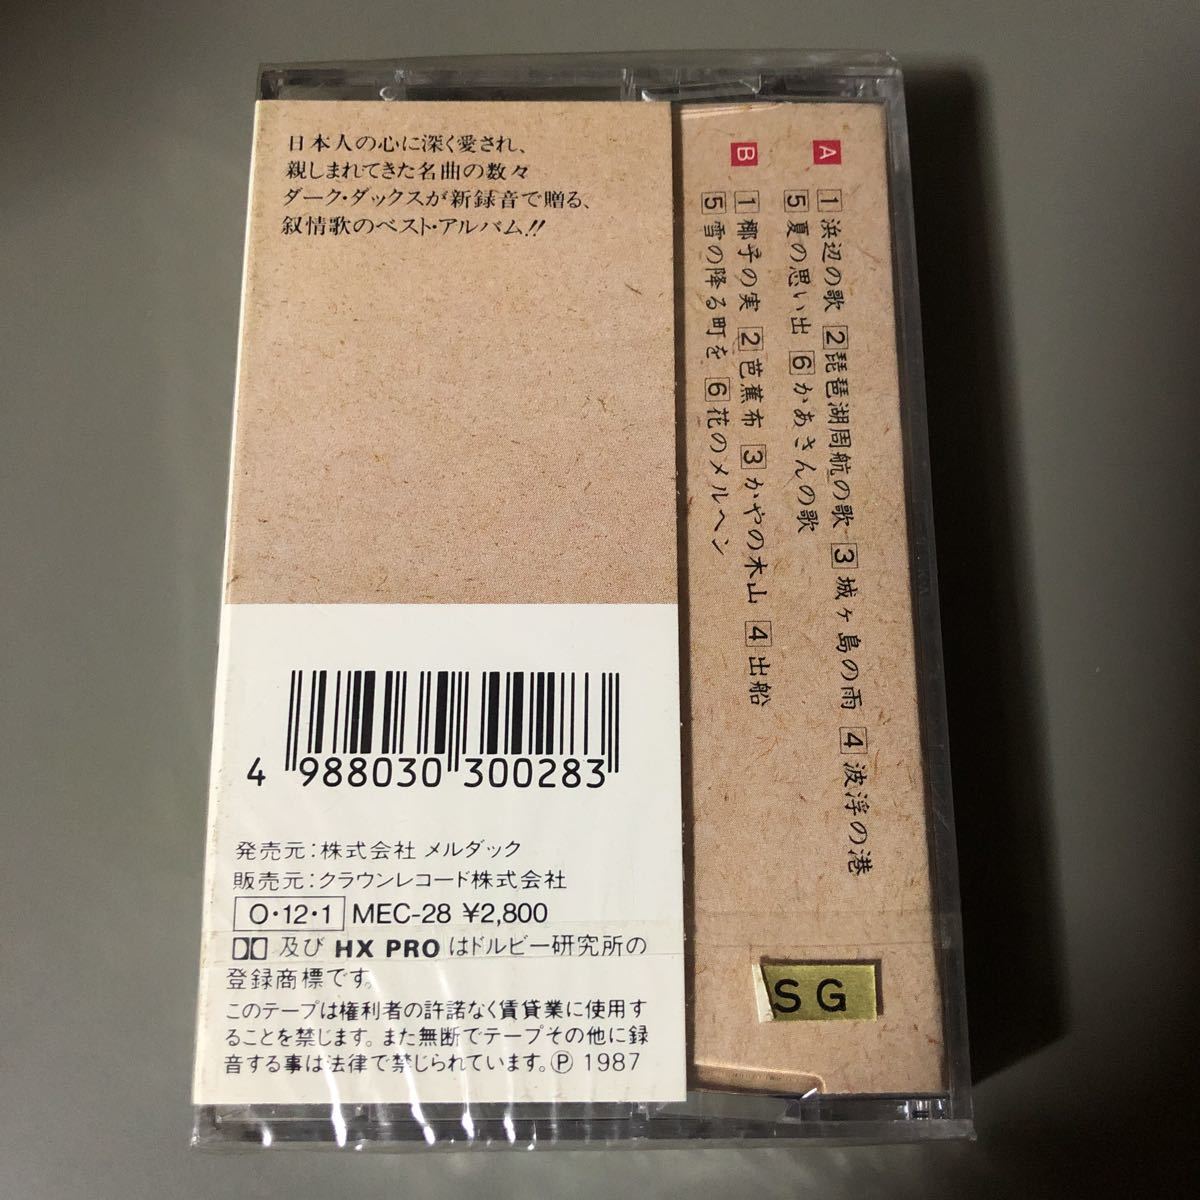 日本人の心に深く愛され、
親しまれてきた名曲の数々
ダーク・ダックスが新録音で贈る、
叙情歌のベスト・アルバム!!
A
1 浜辺の歌 2 琵琶湖周航の歌 3 城ヶ島の雨 4 波浮の港
5 夏の思い出 6 かあさんの歌
B
1 椰子の実 2 芭蕉布 3 かやの木山 4 出船
5 雪の降る町を 6 花のメルヘン
4 988030 300283
発売元:株式会社 メルダック
販売元:クラウンレコード株式会社
O・12・1 MEC-28 ¥2,800
及び HX PRO はドルビー研究所の
登録商標です。
このテープは権利者の許諾なく賃貸業に使用す
ることを禁じます。また無断でテープその他に録
音する事は法律で禁じられています。Ⓟ 1987
SG